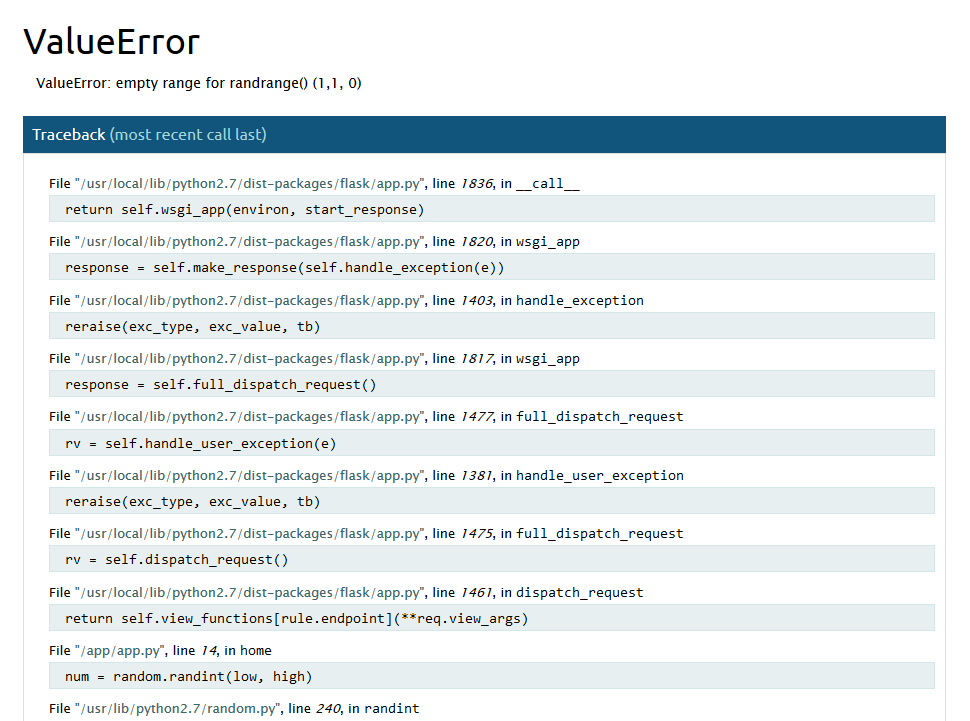 ValueError
ValueError: empty range for randrange() (1,1, 0)
Traceback (most recent call last)
File "/usr/local/lib/python2.7/dist-packages/flask/app.py", line 1836, in __call__
return self.wsgi_app(environ, start_response)
File "/usr/local/lib/python2.7/dist-packages/flask/app.py", line 1820, in wsgi_app
response = self.make_response(self.handle_exception(e))
File "/usr/local/lib/python2.7/dist-packages/flask/app.py", line 1403, in handle_exception
reraise(exc_type, exc_value, tb)
File "/usr/local/lib/python2.7/dist-packages/flask/app.py", line 1817, in wsgi_app
response = self.full_dispatch_request()
File "/usr/local/lib/python2.7/dist-packages/flask/app.py", line 1477, in full_dispatch_request
rv = self.handle_user_exception(e)
File "/usr/local/lib/python2.7/dist-packages/flask/app.py", line 1381, in handle_user_exception
reraise(exc_type, exc_value, tb)
File "/usr/local/lib/python2.7/dist-packages/flask/app.py", line 1475, in full_dispatch_request
rv = self.dispatch_request()
File "/usr/local/lib/python2.7/dist-packages/flask/app.py", line 1461, in dispatch_request
return self.view_functions[rule.endpoint](**req.view_args)
File "/app/app.py", line 14, in home
num = random.randint(low, high)
File "/usr/lib/python2.7/random.py", line 240, in randint